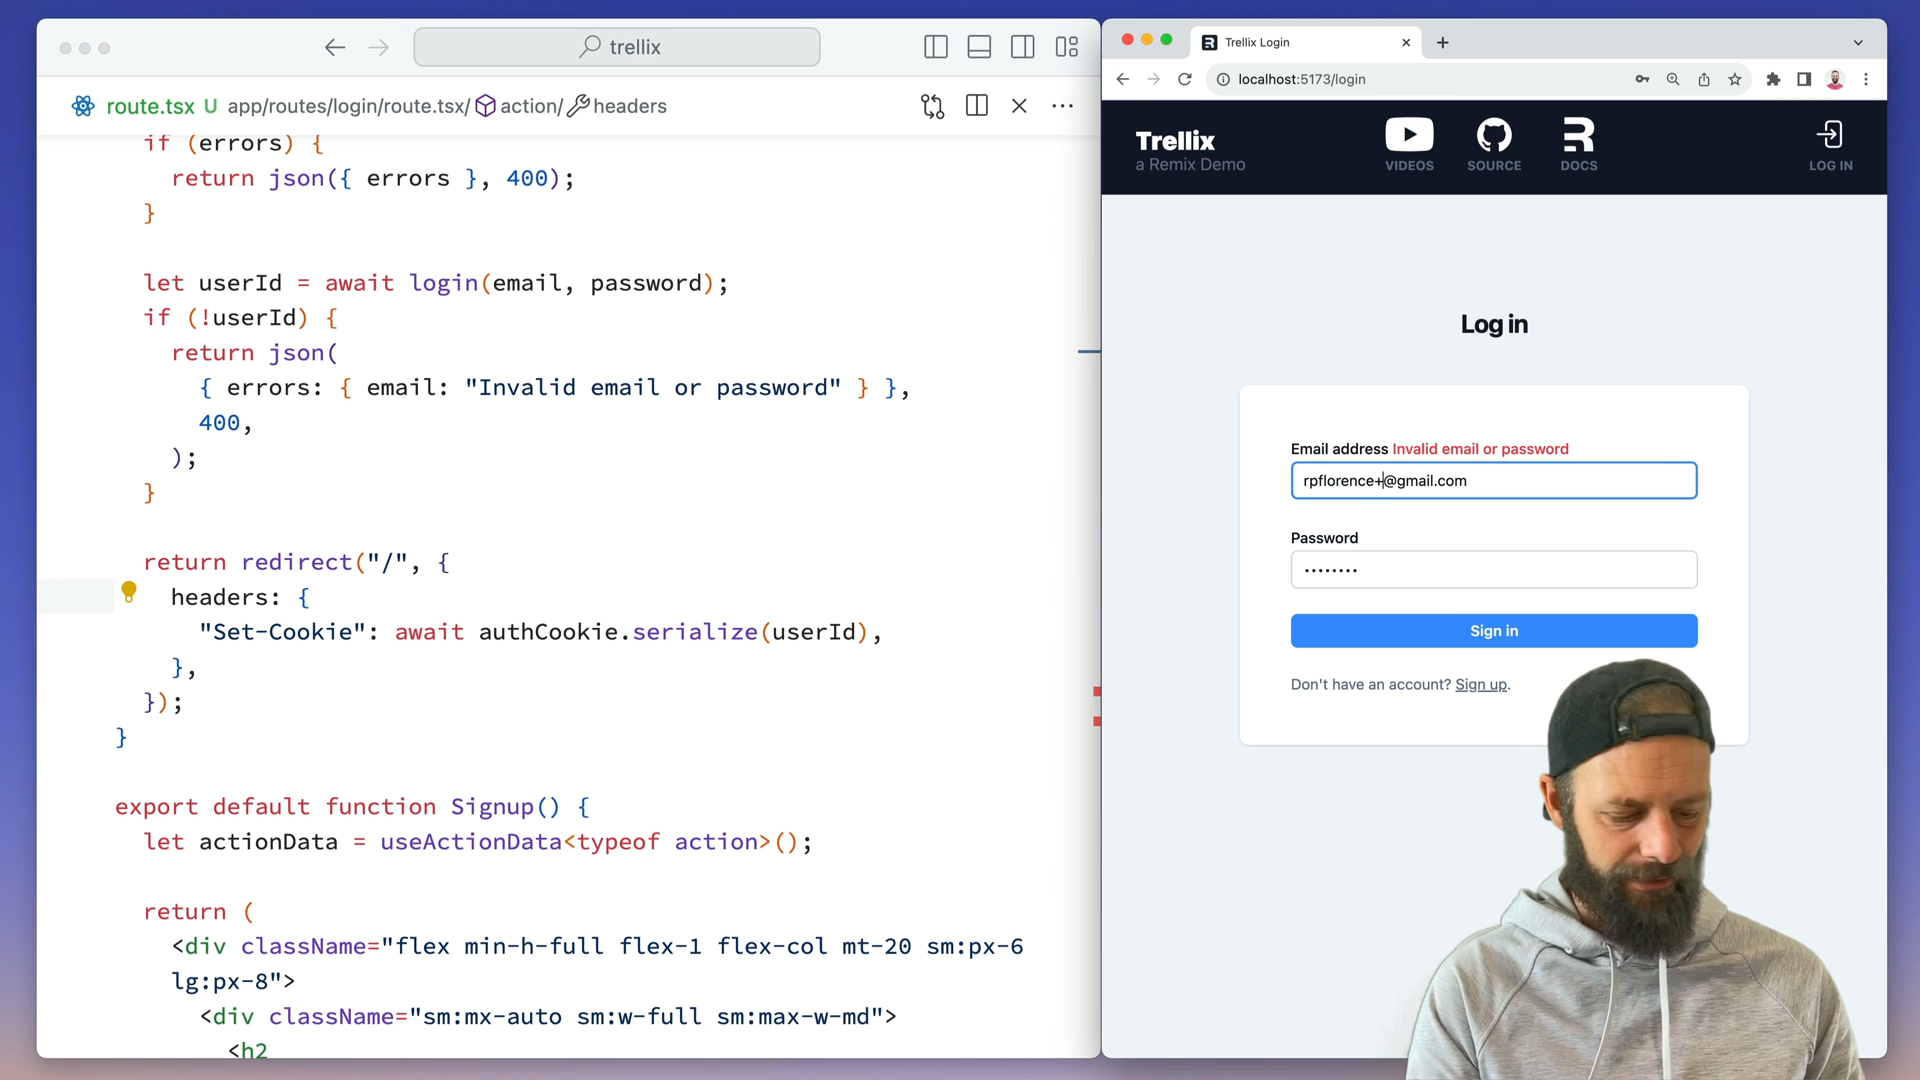 trellix
route.tsx U app/routes/login/route.tsx/ action/ headers
if (errors) {
return json({ errors }, 400);
}
let userId = await login(email, password);
if (!userId) {
return json(
{ errors: { email: "Invalid email or password" } },
400,
);
}
return redirect("/", {
headers: {
"Set-Cookie": await authCookie.serialize(userId),
},
});
}
export default function Signup() {
let actionData = useActionData<typeof action>();
return (
<div className="flex min-h-full flex-1 flex-col mt-20 sm:px-6
lg:px-8">
<div className="sm:mx-auto sm:w-full sm:max-w-md">
<h2
Trellix Login
localhost:5173/login
Trellix
a Remix Demo
VIDEOS
SOURCE
DOCS
LOG IN
Log in
Email address Invalid email or password
rpflorence+@gmail.com
Password
••••••••
Sign in
Don't have an account? Sign up.